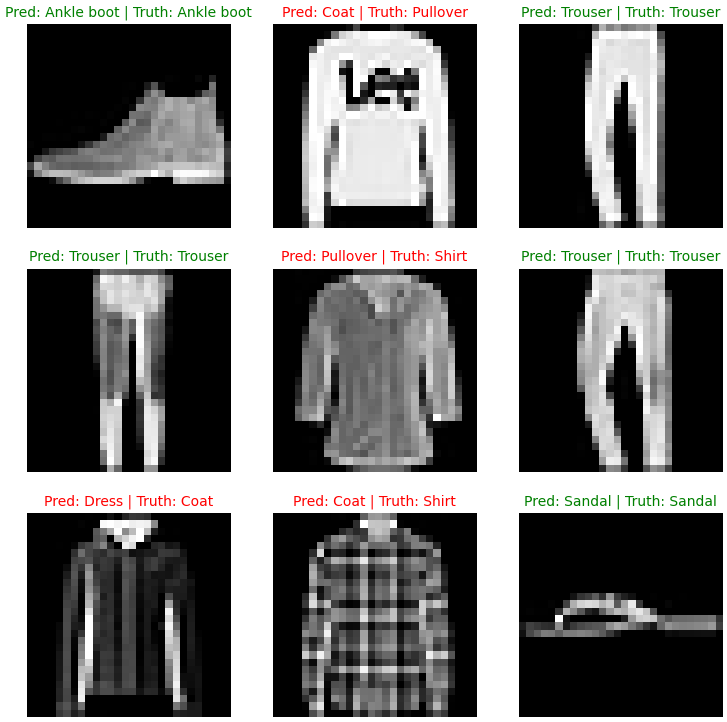 Pred: Ankle boot | Truth: Ankle boot
Pred: Coat | Truth: Pullover
Pred: Trouser | Truth: Trouser
Lee
Pred: Trouser | Truth: Trouser
Pred: Pullover | Truth: Shirt
Pred: Trouser | Truth: Trouser
Pred: Dress | Truth: Coat
Pred: Coat | Truth: Shirt
Pred: Sandal | Truth: Sandal